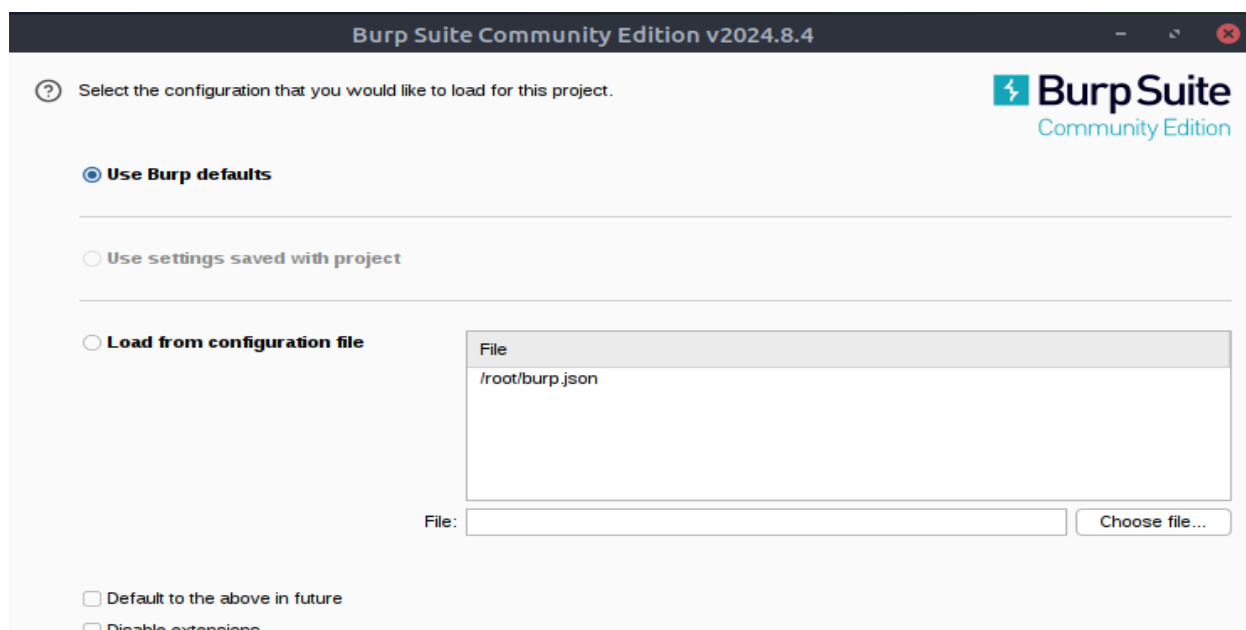 Burp Suite Community Edition v2024.8.4
Select the configuration that you would like to load for this project.
Burp Suite
Community Edition
Use Burp defaults
Use settings saved with project
Load from configuration file
File
/root/burp.json
File:
Choose file...
Default to the above in future
Disable extensions